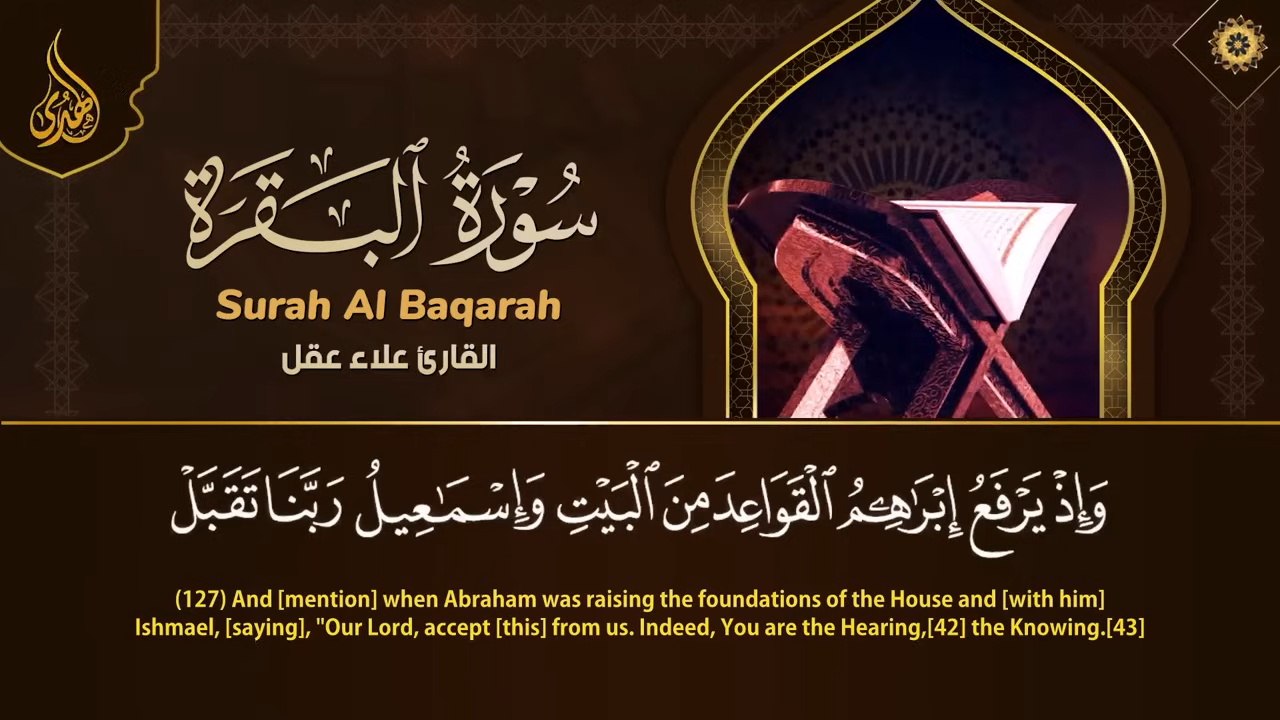 الهدى
سُورَةُ ٱلْبَقَرَة
Surah Al Baqarah
القارئ علاء عقل
وَإِذْ يَرْفَعُ إِبْرَٰهِـۧمُ ٱلْقَوَاعِدَ مِنَ ٱلْبَيْتِ وَإِسْمَـٰعِيلُ رَبَّنَا تَقَبَّلْ
(127) And [mention] when Abraham was raising the foundations of the House and [with him]
Ishmael, [saying], "Our Lord, accept [this] from us. Indeed, You are the Hearing,[42] the Knowing.[43]